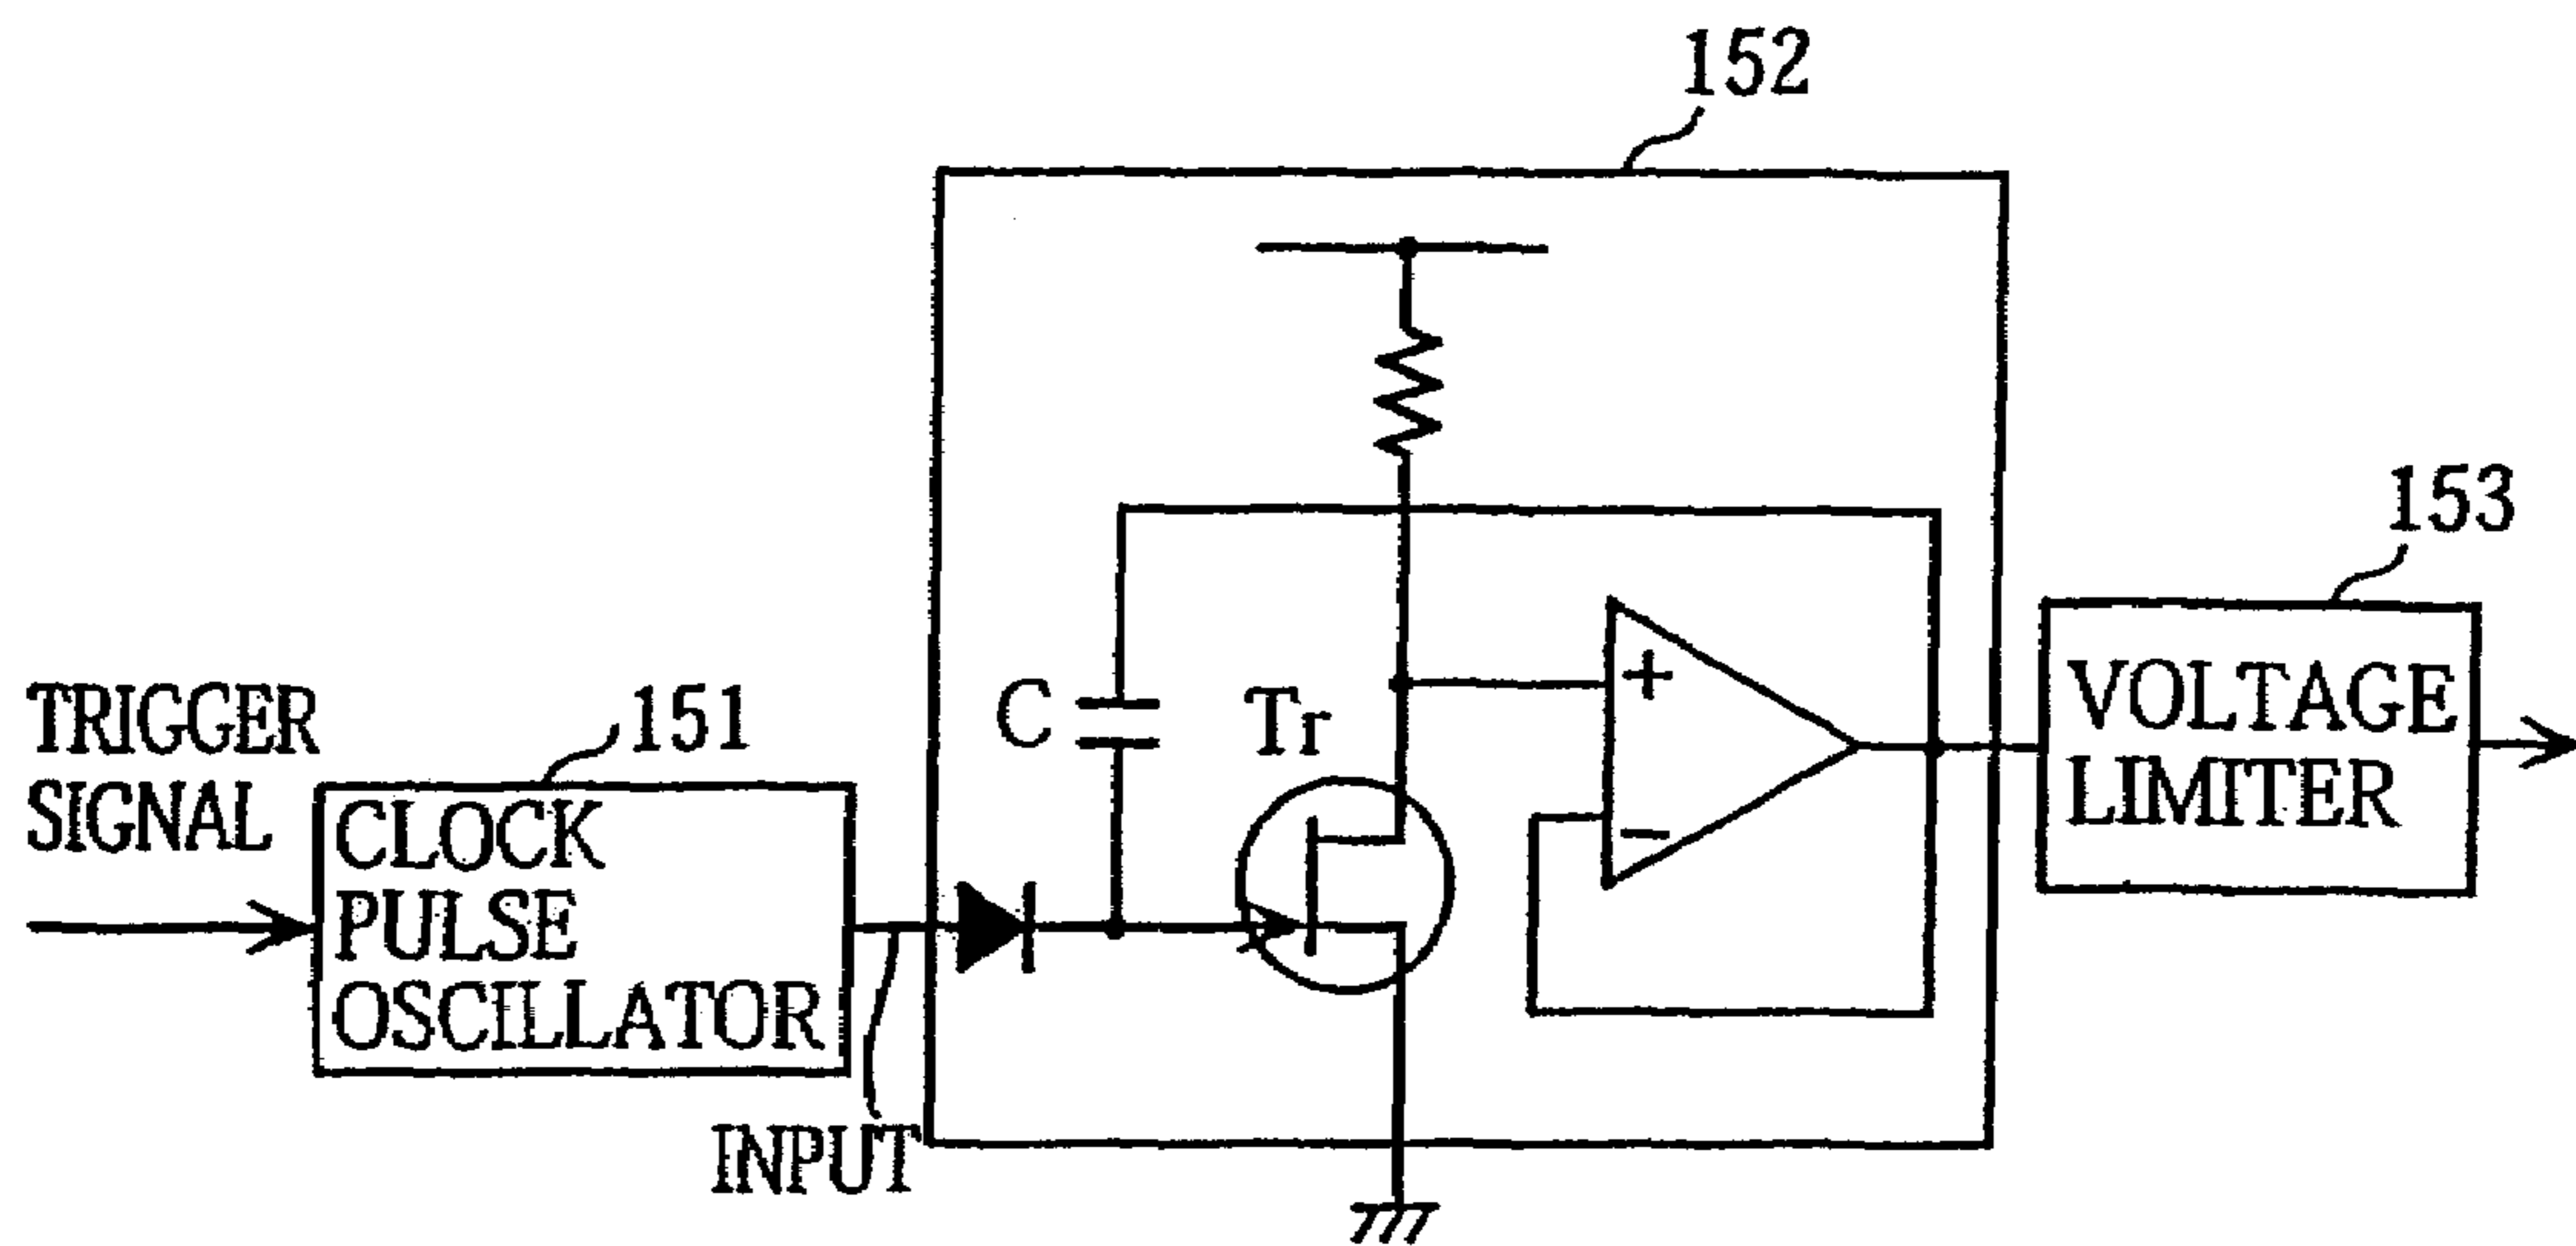 152
153
TRIGGER
SIGNAL
151
CLOCK
PULSE
OSCILLATOR
INPUT
C
Tr
+
−
VOLTAGE
LIMITER